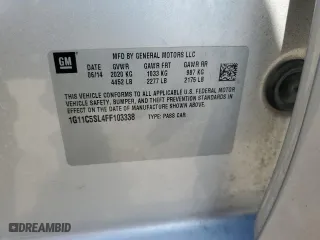 GM
MFD BY GENERAL MOTORS LLC
DATE GVWR GAWR FRT GAWR RR
06/14 2020 KG 1033 KG 987 KG
4452 LB 2277 LB 2175 LB
THIS VEHICLE CONFORMS TO ALL APPLICABLE U.S. FEDERAL MOTOR
VEHICLE SAFETY, BUMPER, AND THEFT PREVENTION STANDARDS IN
EFFECT ON THE DATE OF MANUFACTURE SHOWN ABOVE.
1G11C5SL4FF103338 TYPE: PASS CAR
DREAMBID